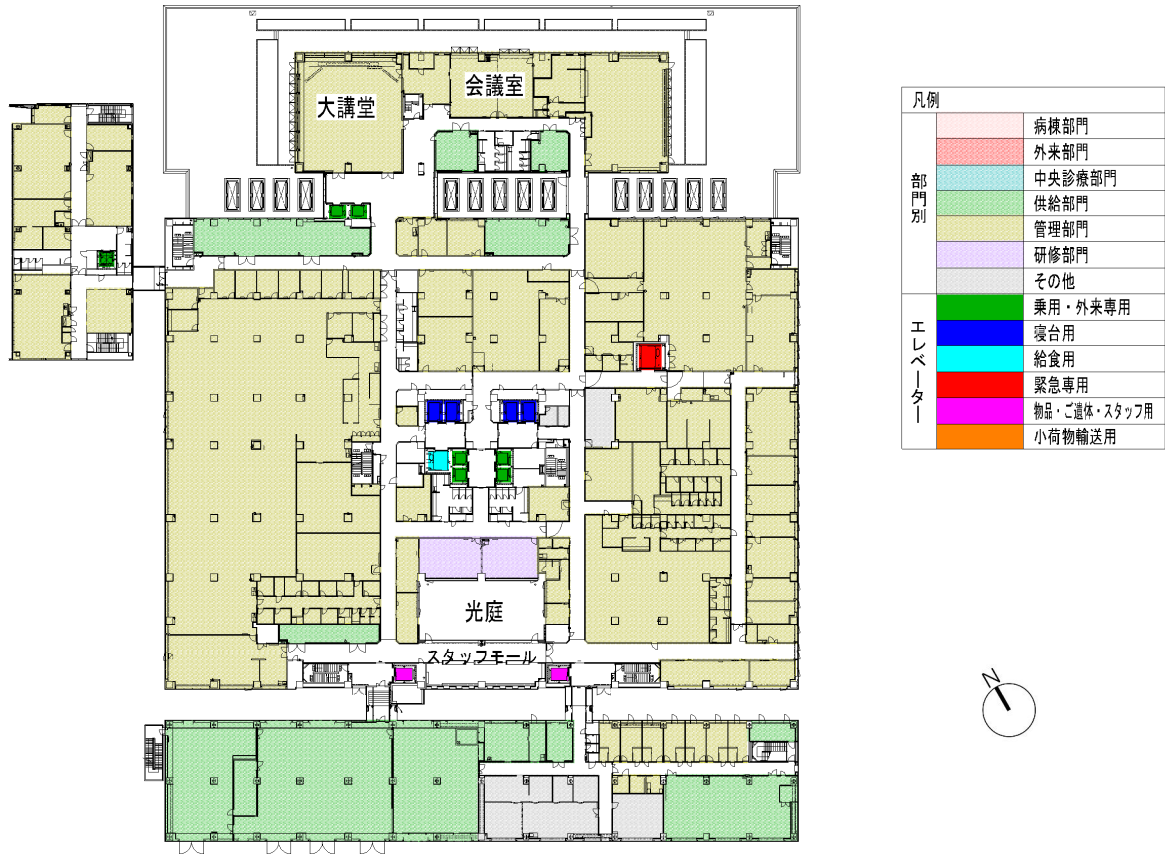 大講堂
会議室
光庭
スタッフモール
凡例
部門別
病棟部門
外来部門
中央診療部門
供給部門
管理部門
研修部門
その他
エレベーター
乗用・外来専用
寝台用
給食用
緊急専用
物品・ご遺体・スタッフ用
小荷物輸送用
N